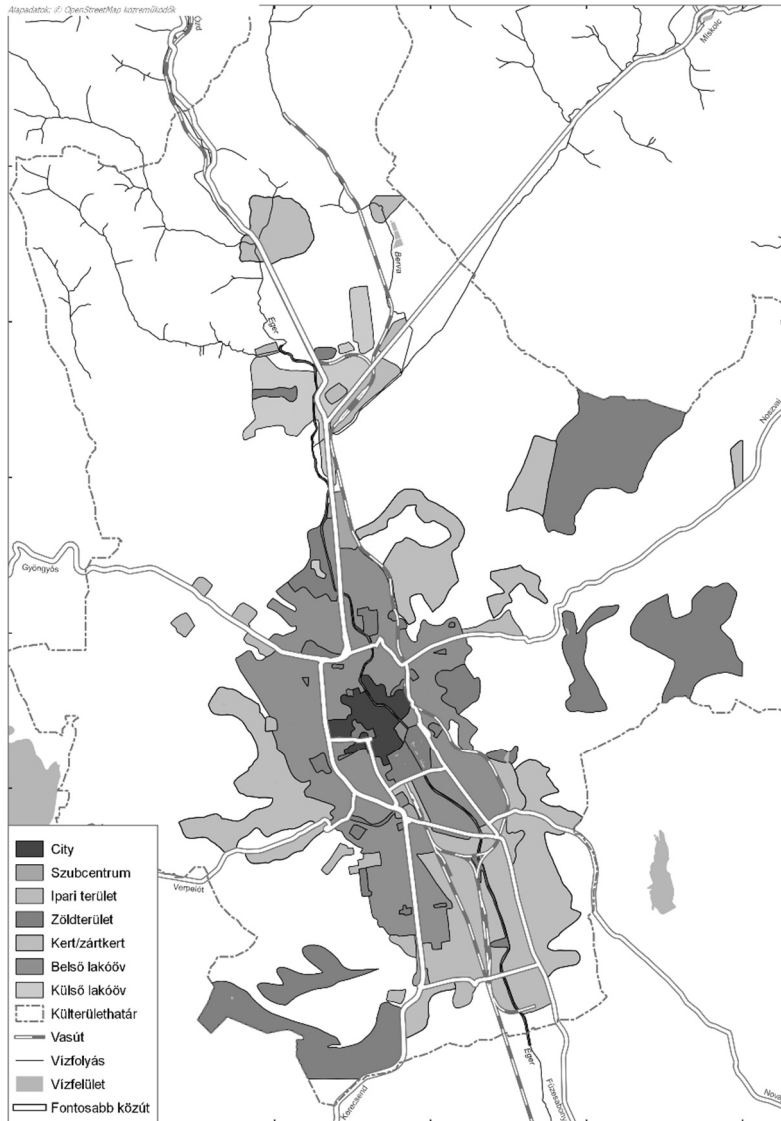 Alapadatok: © OpenStreetMap közreműködők
Ózd
Miskolc
Berva
Eger
Noszvaj
Gyöngyös
Verpelét
City
Szubcentrum
Ipari terület
Zöldterület
Kert/zártkert
Belső lakóöv
Külső lakóöv
Külterülethatár
Vasút
Vízfolyás
Vízfelület
Fontosabb közút
Kerecsend
Eger
Füzesabony
Novaj